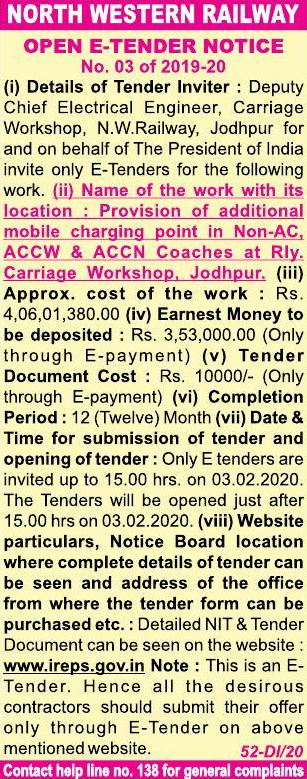 NORTH WESTERN RAILWAY
OPEN E-TENDER NOTICE
No. 03 of 2019-20
(i) Details of Tender Inviter : Deputy
Chief Electrical Engineer, Carriage
Workshop, N.W.Railway, Jodhpur for
and on behalf of The President of India
invite only E-Tenders for the following
work. (ii) Name of the work with its
location : Provision of additional
mobile charging point in Non-AC,
ACCW & ACCN Coaches at Rly.
Carriage Workshop, Jodhpur. (iii)
Approx. cost of the work : Rs.
4,06,01,380.00 (iv) Earnest Money to
be deposited : Rs. 3,53,000.00 (Only
through E-payment) (v) Tender
Document Cost : Rs. 10000/- (Only
through E-payment) (vi) Completion
Period : 12 (Twelve) Month (vii) Date &
Time for submission of tender and
opening of tender : Only E tenders are
invited up to 15.00 hrs. on 03.02.2020.
The Tenders will be opened just after
15.00 hrs on 03.02.2020. (viii) Website
particulars, Notice Board location
where complete details of tender can
be seen and address of the office
from where the tender form can be
purchased etc. : Detailed NIT & Tender
Document can be seen on the website :
www.ireps.gov.in Note : This is an E-
Tender. Hence all the desirous
contractors should submit their offer
only through E-Tender on above
mentioned website. 52-DI/20
Contact help line no. 138 for general complaints